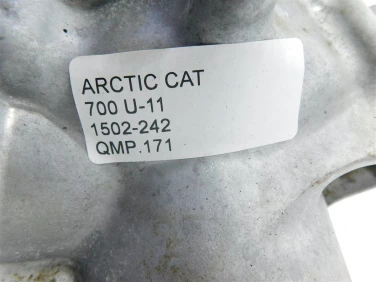 ARCTIC CAT
700 U-11
1502-242
QMP.171